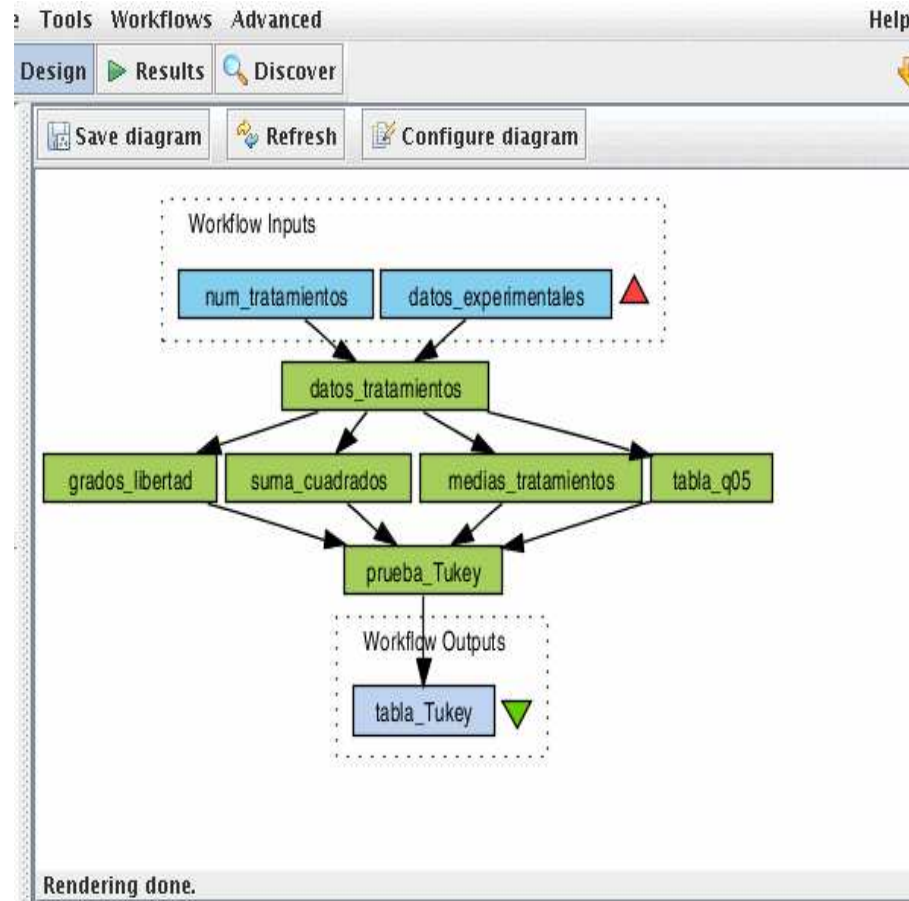 e Tools Workflows Advanced Help
Design Results Discover
Save diagram Refresh Configure diagram
Workflow Inputs
num_tratamientos datos_experimentales
datos_tratamientos
grados_libertad suma_cuadrados medias_tratamientos tabla_q05
prueba_Tukey
Workflow Outputs
tabla_Tukey
Rendering done.